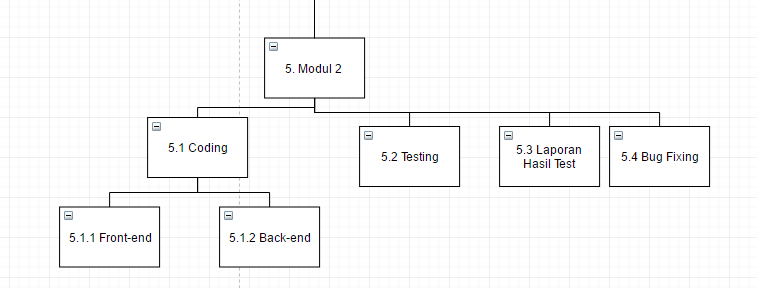 5. Modul 2
5.1 Coding
5.2 Testing
5.3 Laporan
Hasil Test
5.4 Bug Fixing
5.1.1 Front-end
5.1.2 Back-end